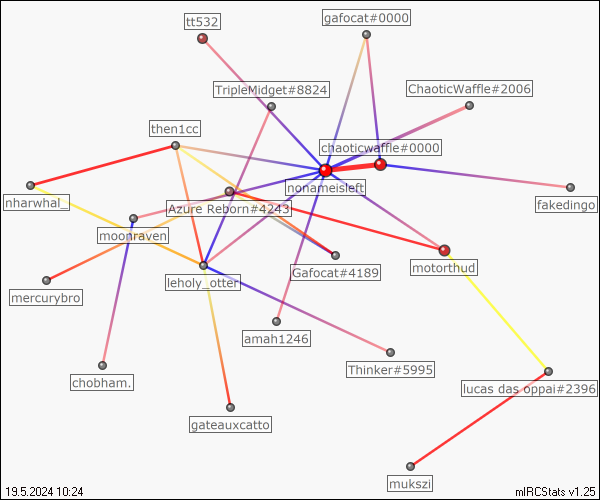 tt532
gafocat#0000
TripleMidget#8824
ChaoticWaffle#2006
then1cc
chaoticwaffle#0000
nonameisleft
nharwhal_
Azure Reborn#4243
fakedingo
moonraven
Gafocat#4189
motorthud
leholy_otter
mercurybro
amah1246
Thinker#5995
chobham.
lucas das oppai#2396
gateauxcatto
mukszi
19.5.2024 10:24
mIRCStats v1.25